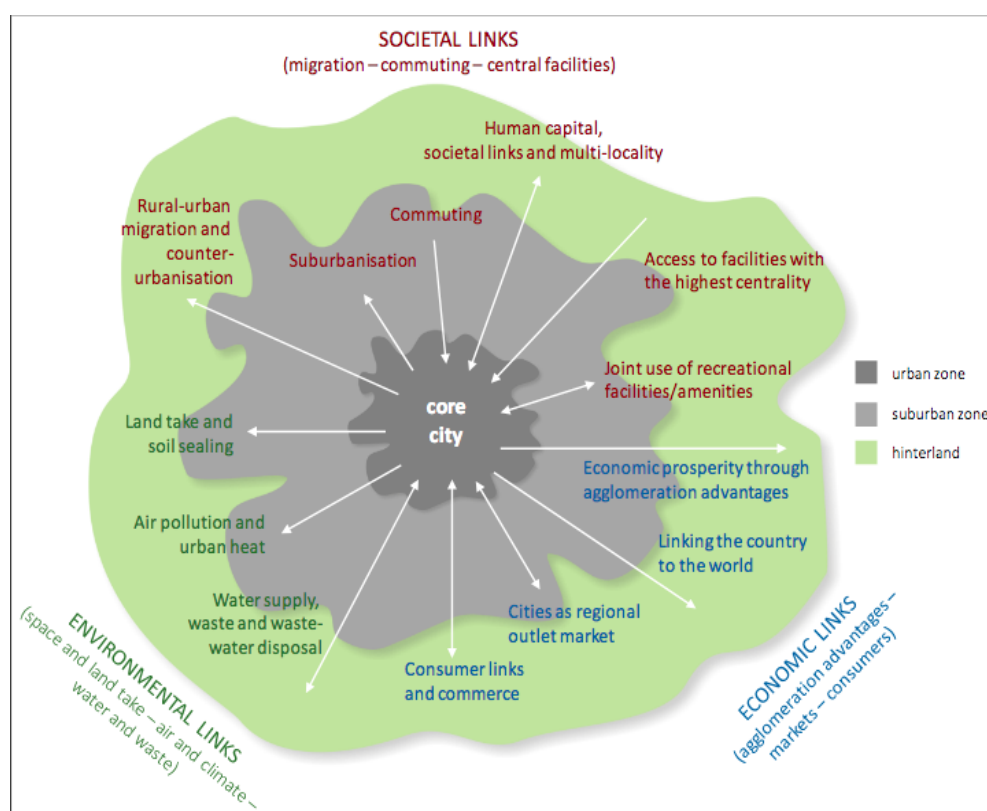 SOCIETAL LINKS
(migration – commuting – central facilities)
Human capital,
societal links and multi-locality
Rural-urban
migration and
counter-
urbanisation
Commuting
Suburbanisation
Access to facilities with
the highest centrality
Joint use of recreational
facilities/amenities
urban zone
suburban zone
hinterland
core
city
Land take and
soil sealing
Economic prosperity through
agglomeration advantages
Air pollution and
urban heat
Linking the country
to the world
Water supply,
waste and waste-
water disposal
Cities as regional
outlet market
Consumer links
and commerce
ENVIRONMENTAL LINKS
(space and land take – air and climate –
water and waste)
ECONOMIC LINKS
(agglomeration advantages –
markets – consumers)